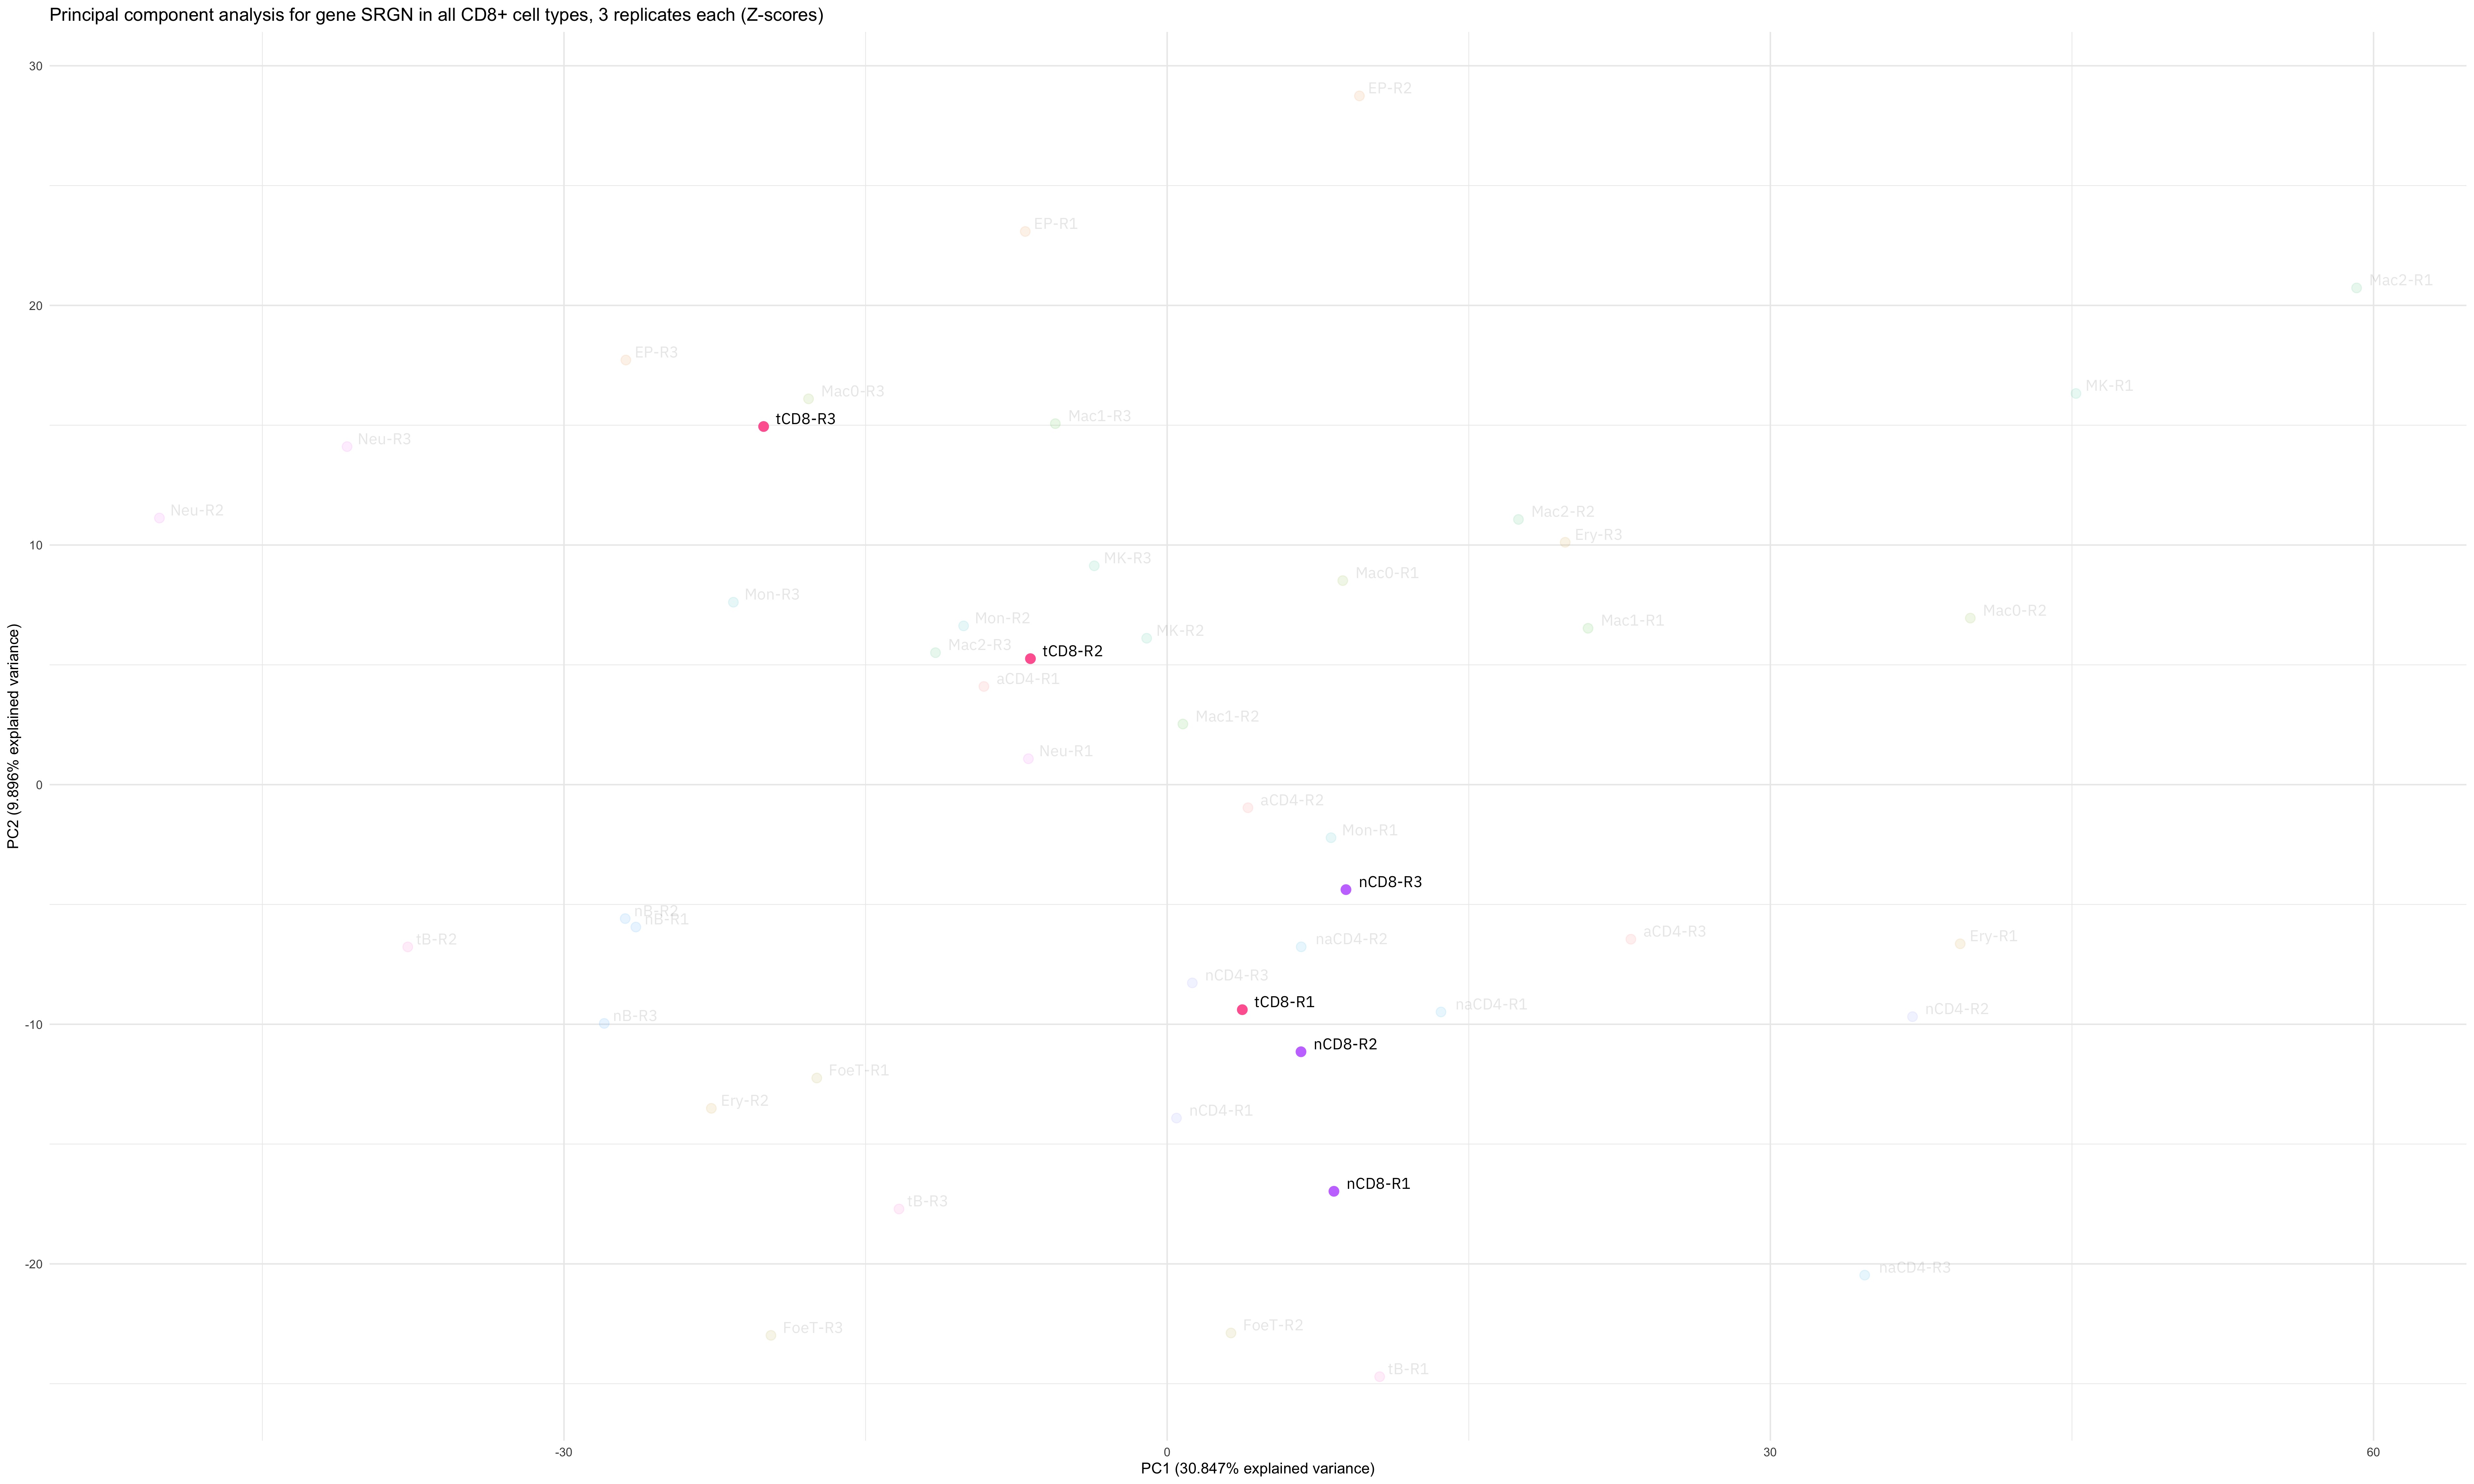 Principal component analysis for gene SRGN in all CD8+ cell types, 3 replicates each (Z-scores)
30
EP-R2
EP-R1
Mac2-R1
20
EP-R3
MK-R1
Mac0-R3
Mac1-R3
tCD8-R3
Neu-R3
Neu-R2
Mac2-R2
10
Ery-R3
MK-R3
Mac0-R1
Mon-R3
Mac0-R2
Mon-R2
Mac1-R1
MK-R2
Mac2-R3
tCD8-R2
aCD4-R1
Mac1-R2
Neu-R1
0
PC2 (9.896% explained variance)
aCD4-R2
Mon-R1
nCD8-R3
nB-R2
nB-R1
aCD4-R3
Ery-R1
tB-R2
naCD4-R2
nCD4-R3
tCD8-R1
naCD4-R1
nCD4-R2
nB-R3
-10
nCD8-R2
FoeT-R1
Ery-R2
nCD4-R1
nCD8-R1
tB-R3
-20
naCD4-R3
FoeT-R2
FoeT-R3
tB-R1
-30
0
30
60
PC1 (30.847% explained variance)